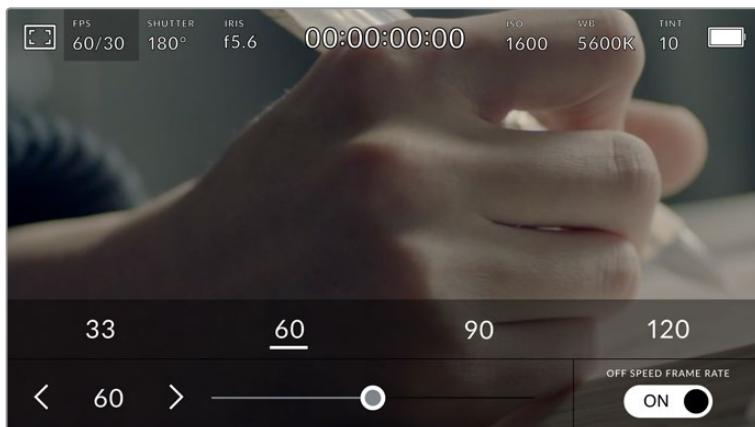 FPS SHUTTER IRIS ISO WB TINT
60/30 180° f5.6 00:00:00:00 1600 5600K 10
33 60 90 120
OFF SPEED FRAME RATE
60 ON